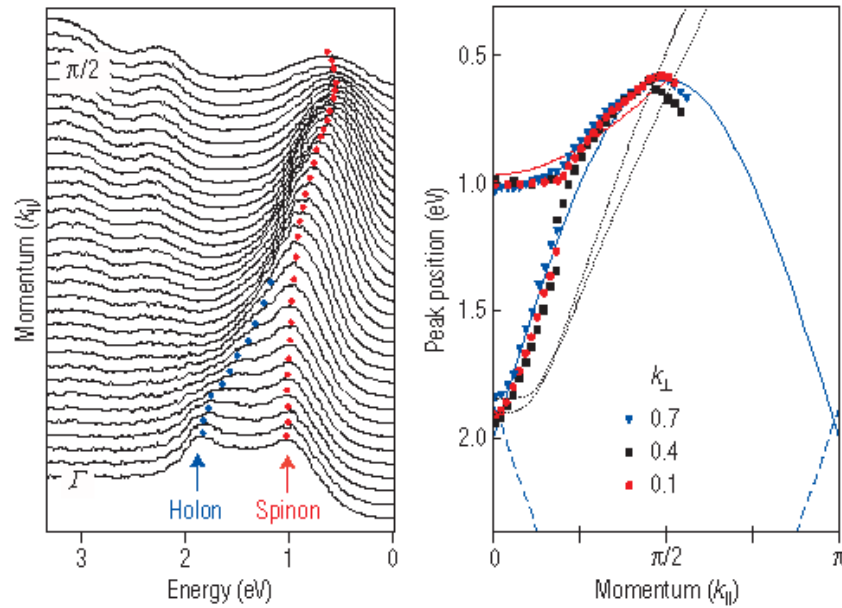 π/2
Γ
Holon
Spinon
3
2
1
0
Energy (eV)
Momentum (k||)
0.5
1.0
1.5
2.0
Peak position (eV)
k⊥
0.7
0.4
0.1
0
π/2
π
Momentum (k||)